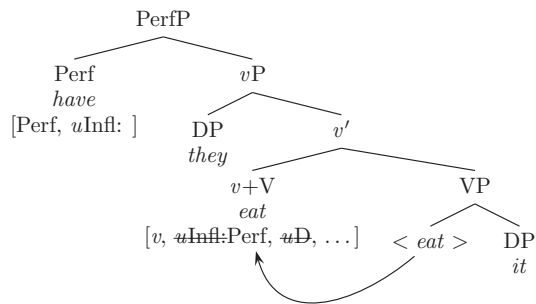 PerfP
Perf vP
have
[Perf, uInfl: ] DP v′
they
v+V VP
eat
[v, uInfl:Perf, uD, ...] < eat > DP
it